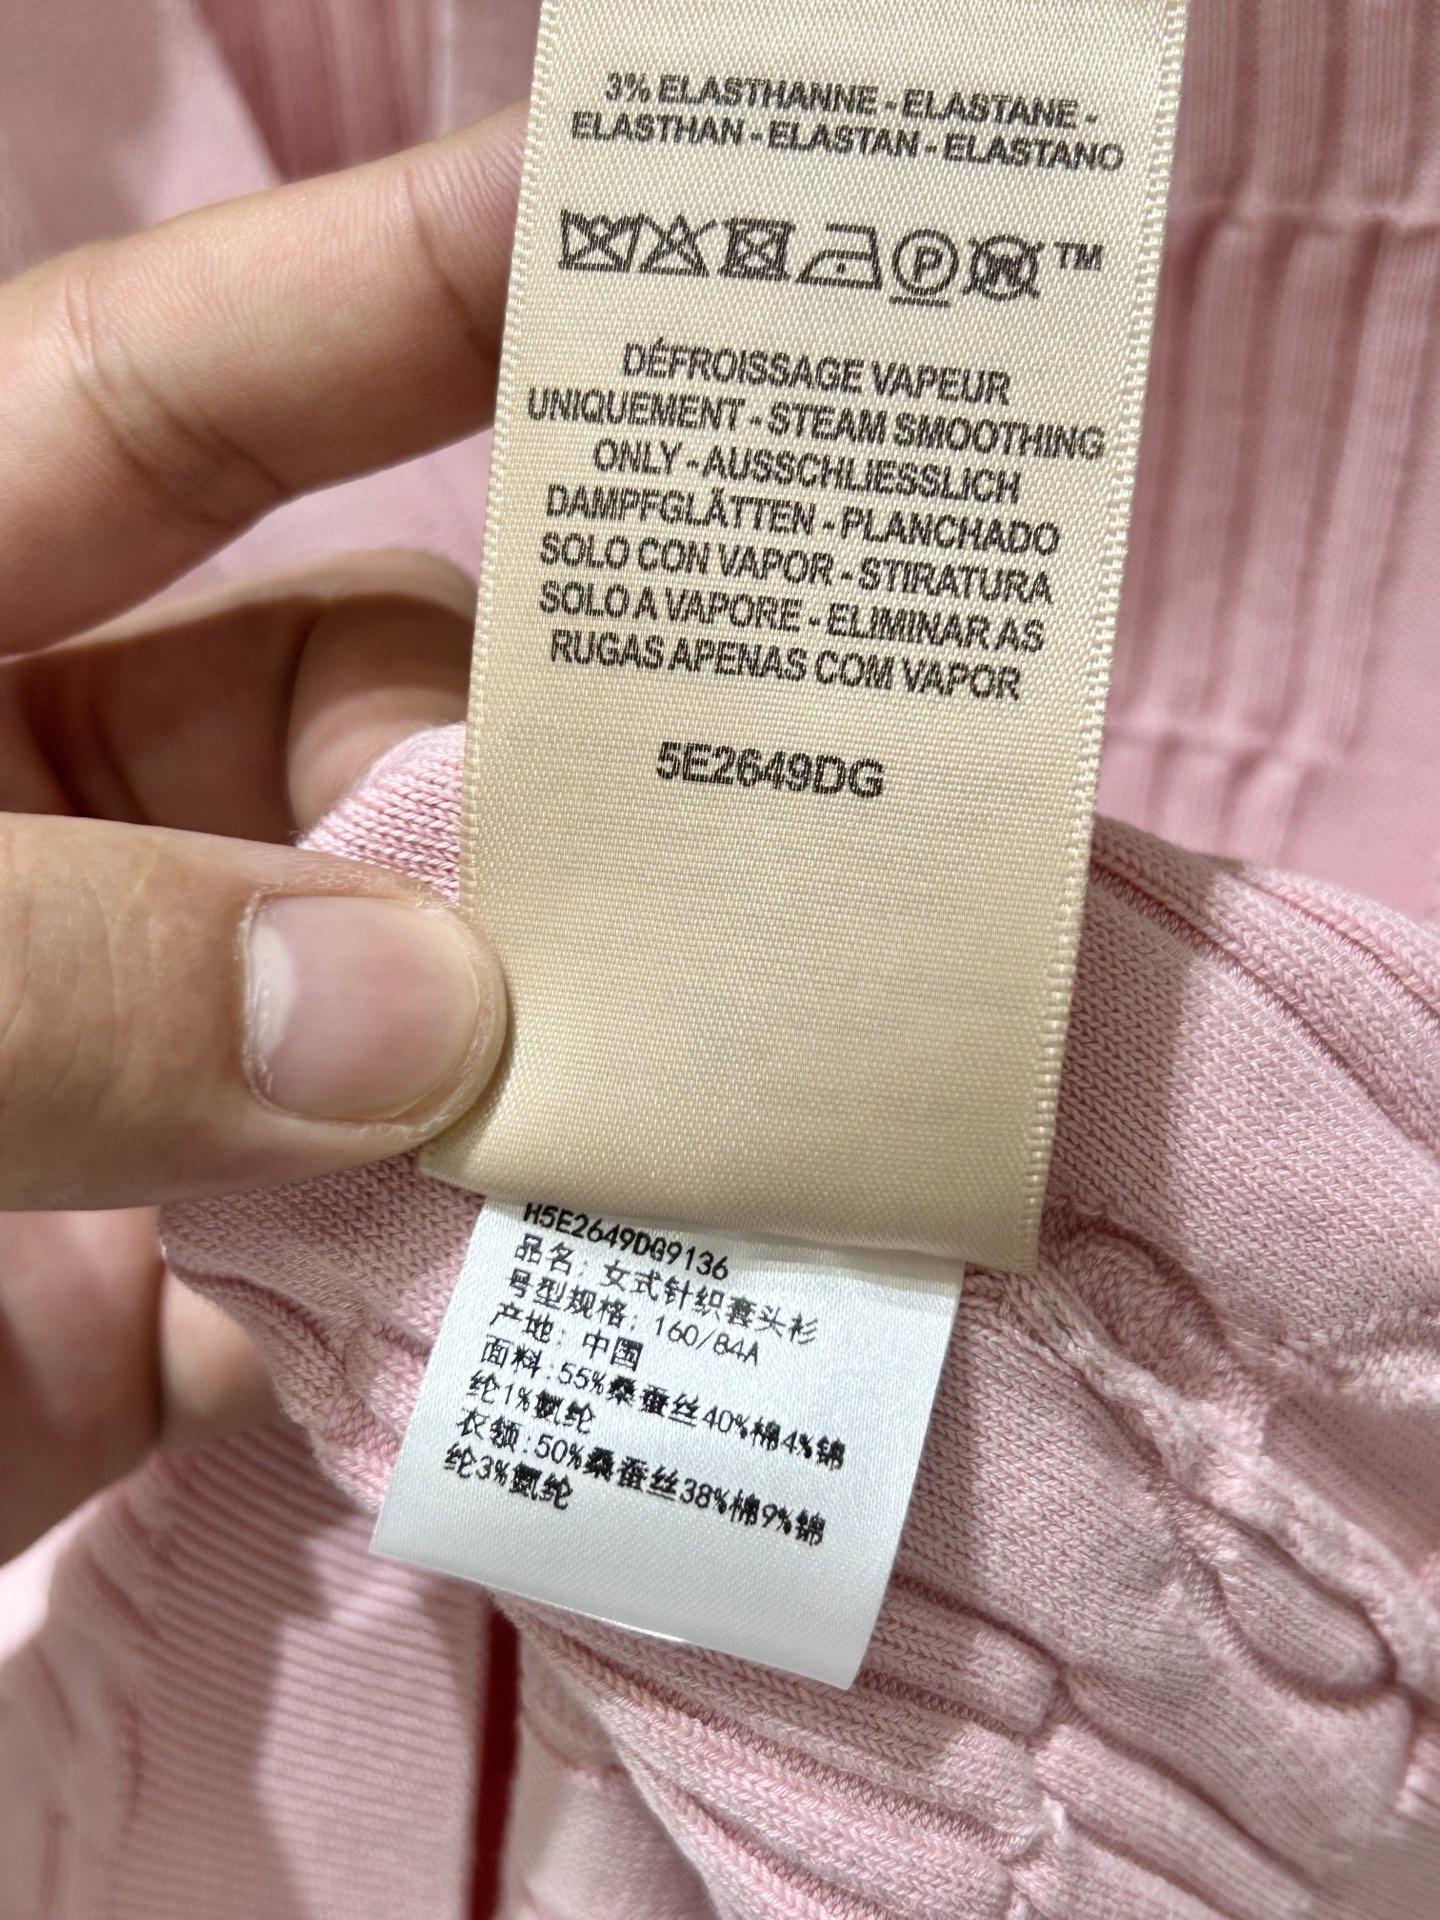 3% ELASTHANNE - ELASTANE -
ELASTHAN - ELASTAN - ELASTANO
P W TM
DÉFROISSAGE VAPEUR
UNIQUEMENT - STEAM SMOOTHING
ONLY - AUSSCHLIESSLICH
DAMPFGLÄTTEN - PLANCHADO
SOLO CON VAPOR - STIRATURA
SOLO A VAPORE - ELIMINAR AS
RUGAS APENAS COM VAPOR
5E2649DG
H5E2649DG9136
品名: 女式针织套头衫
号型规格: 160/84A
产地: 中国
面料:55%桑蚕丝40%棉4%锦
纶1%氨纶
衣领:50%桑蚕丝38%棉9%锦
纶3%氨纶